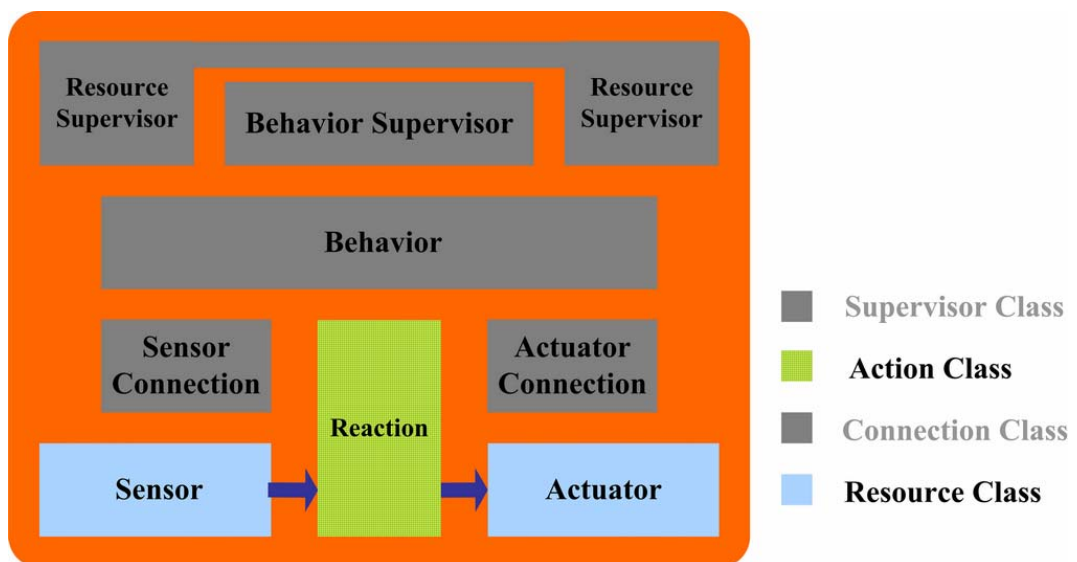 Resource
Supervisor
Behavior Supervisor
Resource
Supervisor
Behavior
Sensor
Connection
Reaction
Actuator
Connection
Sensor
Actuator
Supervisor Class
Action Class
Connection Class
Resource Class